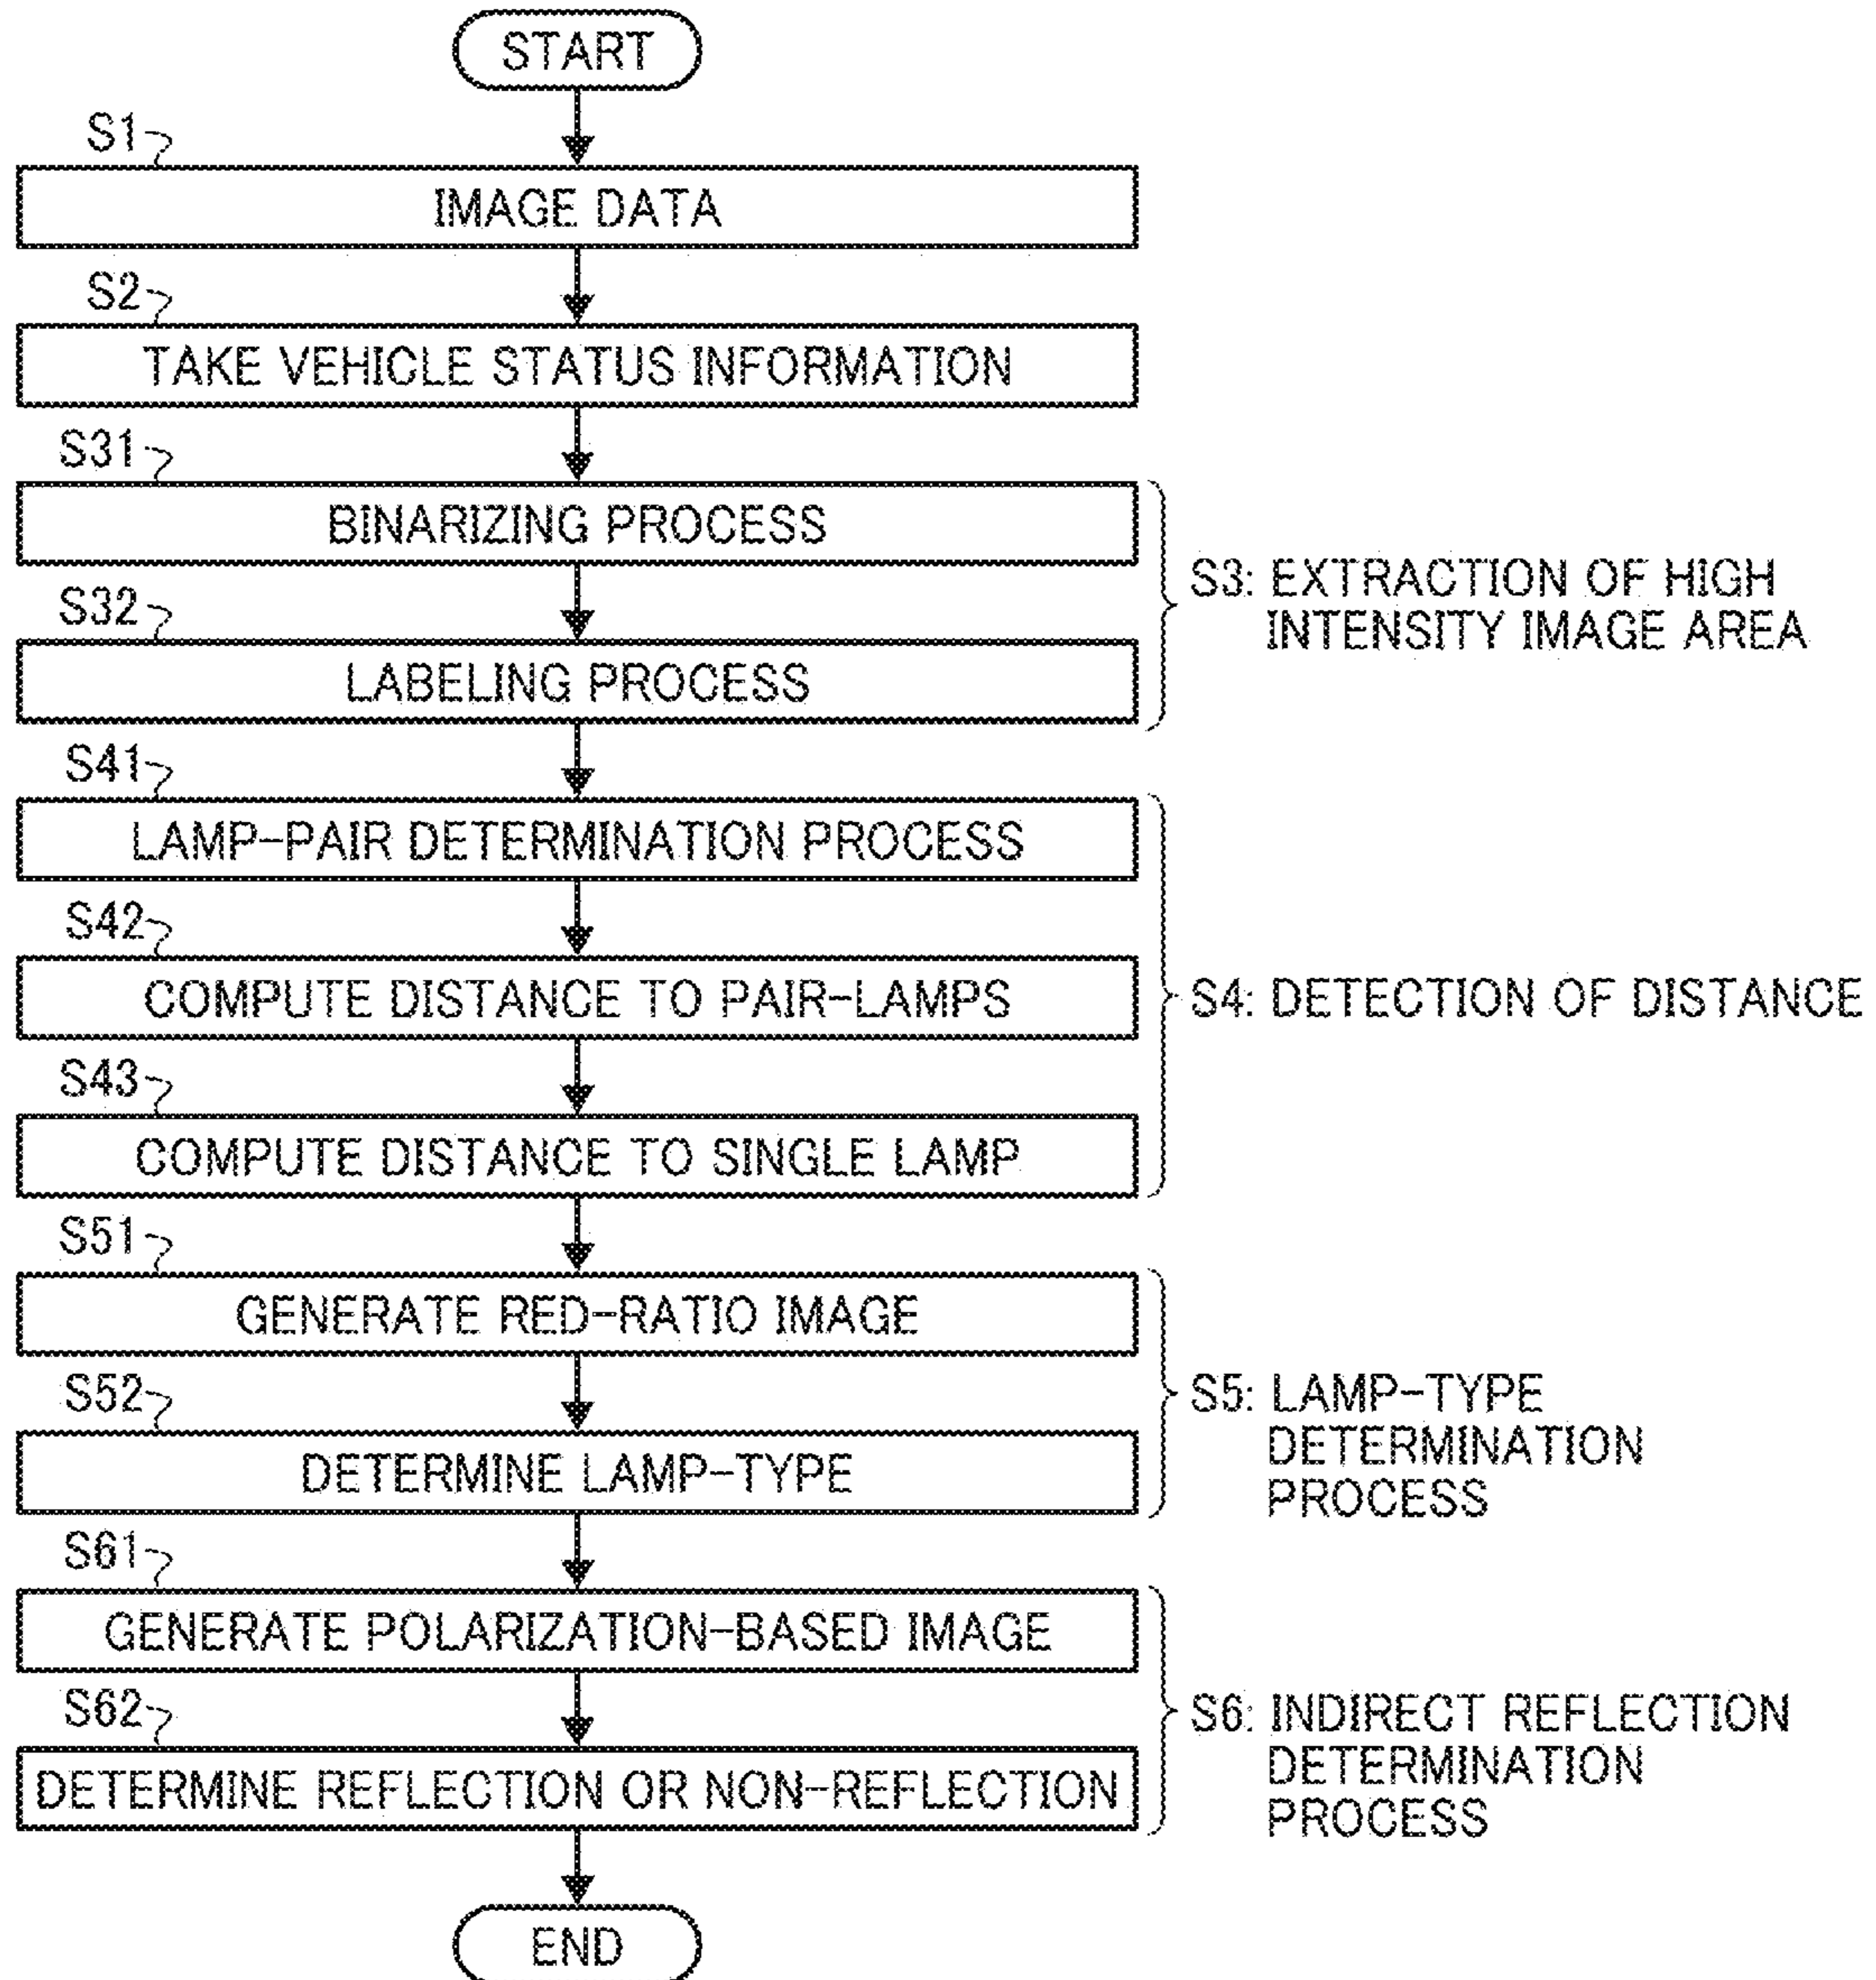 START
S1
IMAGE DATA
S2
TAKE VEHICLE STATUS INFORMATION
S31
BINARIZING PROCESS
S32
LABELING PROCESS
S3: EXTRACTION OF HIGH
INTENSITY IMAGE AREA
S41
LAMP-PAIR DETERMINATION PROCESS
S42
COMPUTE DISTANCE TO PAIR-LAMPS
S43
COMPUTE DISTANCE TO SINGLE LAMP
S4: DETECTION OF DISTANCE
S51
GENERATE RED-RATIO IMAGE
S52
DETERMINE LAMP-TYPE
S5: LAMP-TYPE
DETERMINATION
PROCESS
S61
GENERATE POLARIZATION-BASED IMAGE
S62
DETERMINE REFLECTION OR NON-REFLECTION
S6: INDIRECT REFLECTION
DETERMINATION
PROCESS
END